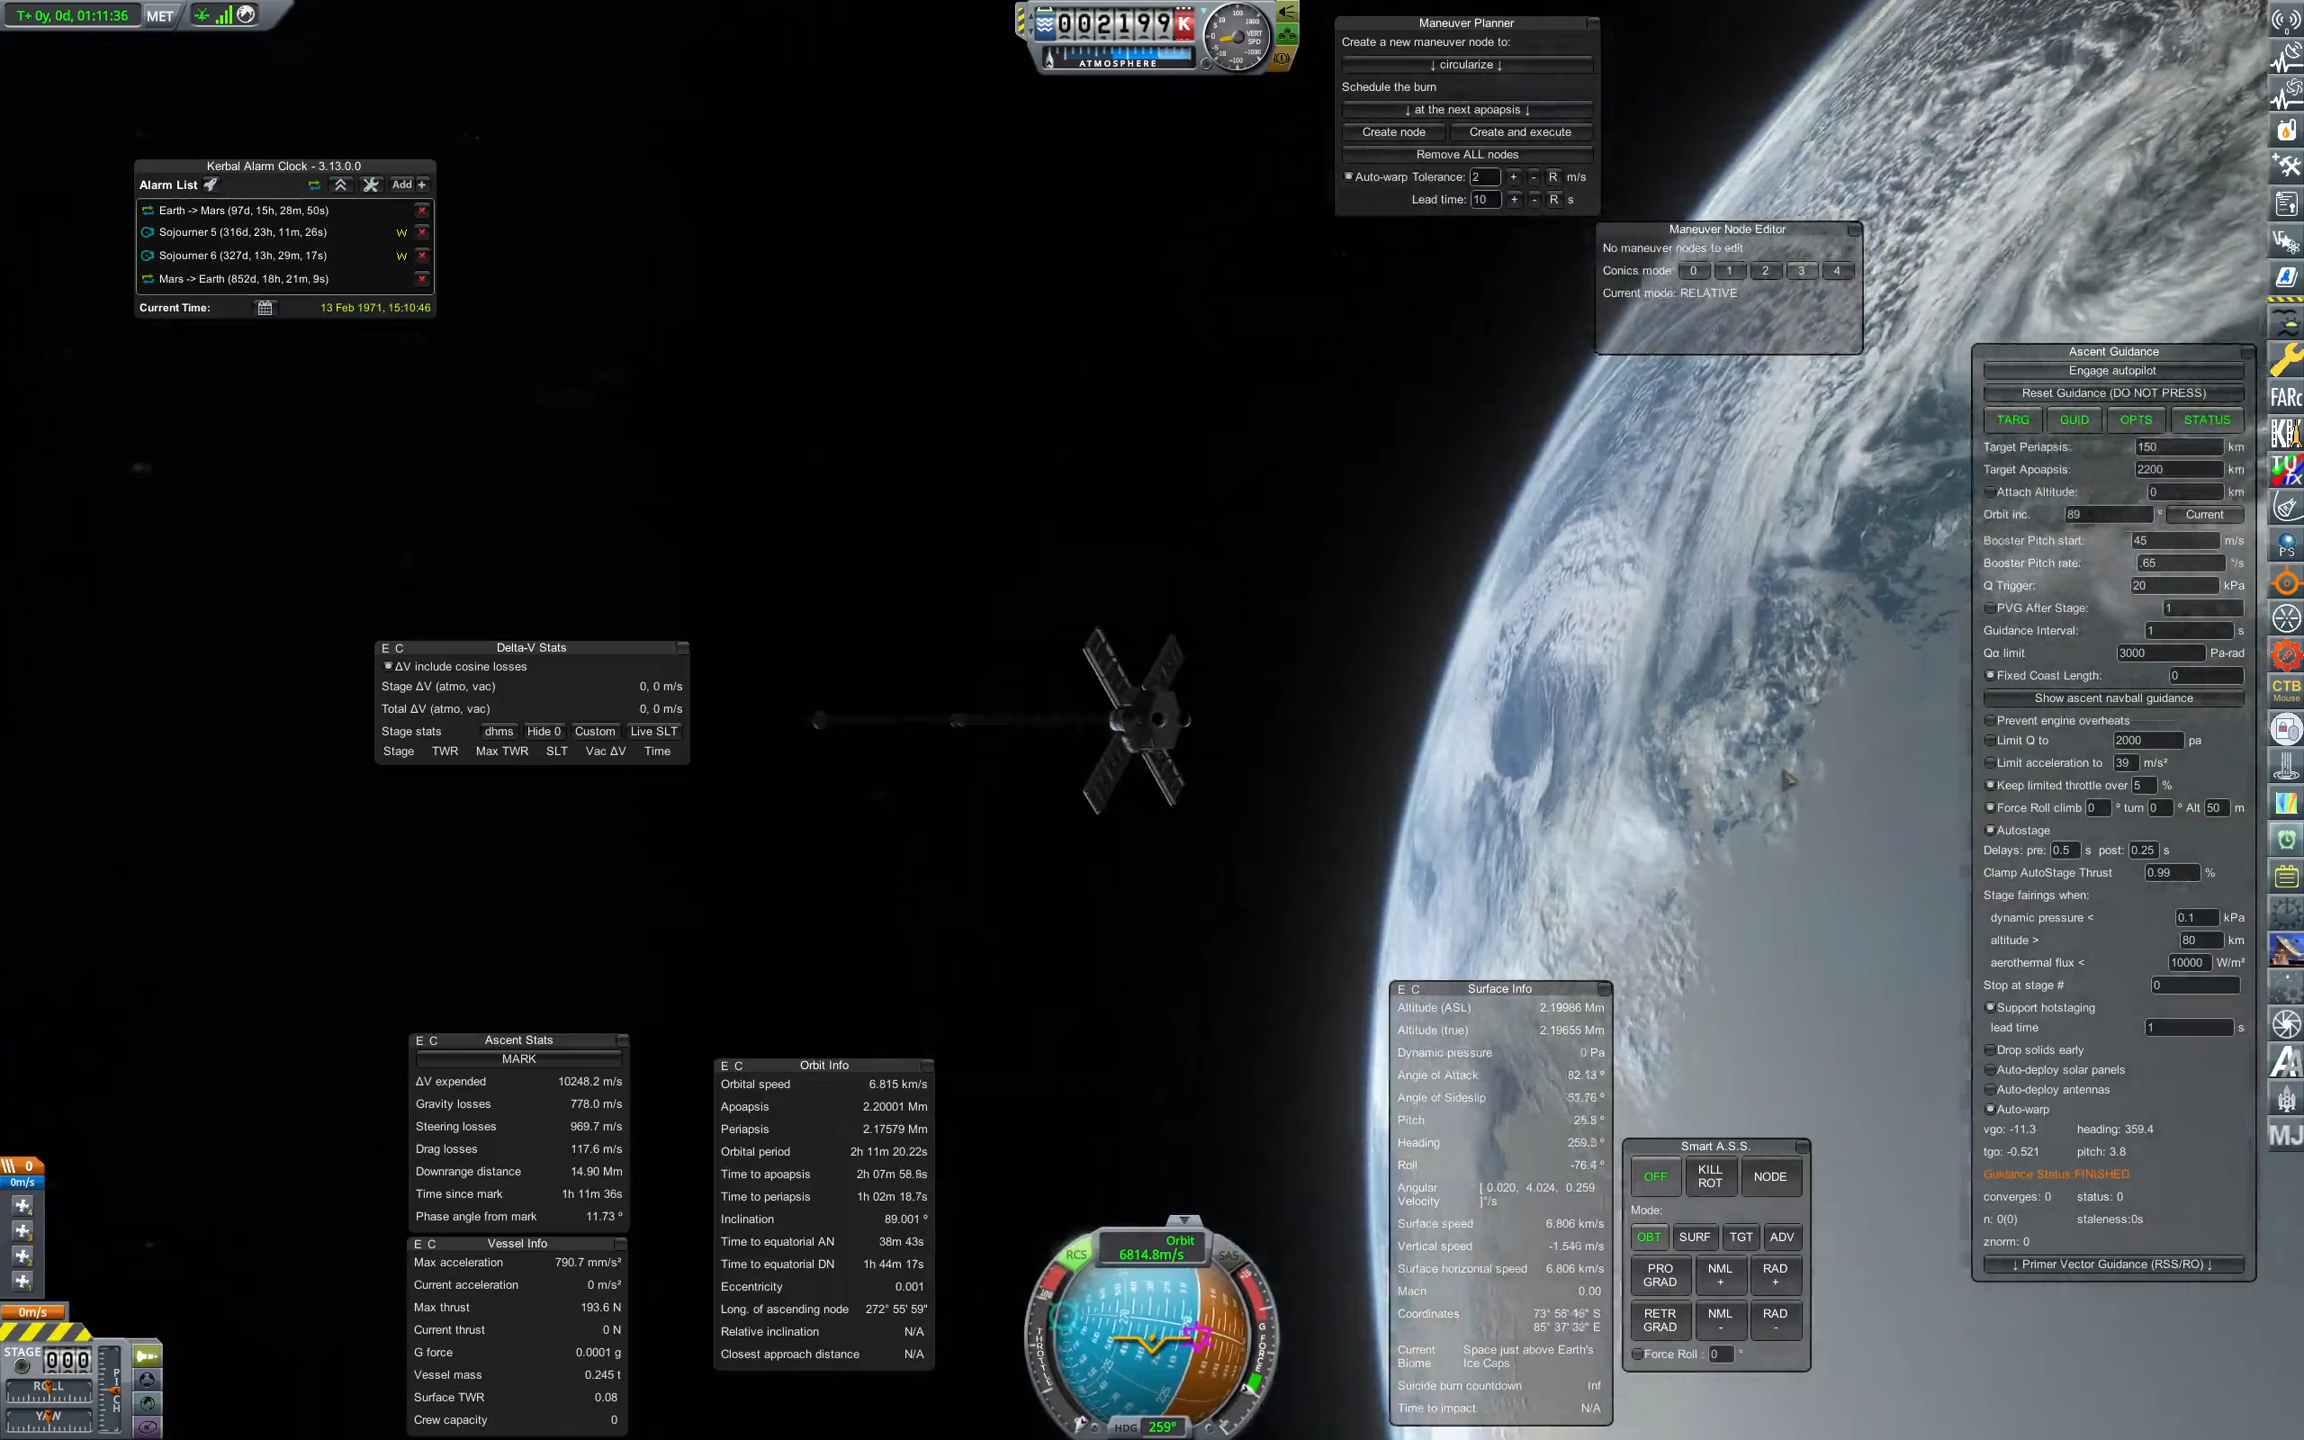 T+ 0y, 0d, 01:11:36 MET
002199 K
ATMOSPHERE
VERT SPD
Kerbal Alarm Clock - 3.13.0.0
Alarm List Add +
Earth -> Mars (97d, 15h, 28m, 50s)
Sojourner 5 (316d, 23h, 11m, 26s) W
Sojourner 6 (327d, 13h, 29m, 17s) W
Mars -> Earth (852d, 18h, 21m, 9s)
Current Time: 13 Feb 1971, 15:10:46
Maneuver Planner
Create a new maneuver node to:
↓ circularize ↓
Schedule the burn
↓ at the next apoapsis ↓
Create node Create and execute
Remove ALL nodes
Auto-warp Tolerance: 2 + - R m/s
Lead time: 10 + - R s
Maneuver Node Editor
No maneuver nodes to edit
Conics mode 0 1 2 3 4
Current mode: RELATIVE
Ascent Guidance
Engage autopilot
Reset Guidance (DO NOT PRESS)
TARG GUID OPTS STATUS
Target Periapsis: 150 km
Target Apoapsis: 2200 km
Attach Altitude: 0 km
Orbit inc. 89 ° Current
Booster Pitch start: 45 m/s
Booster Pitch rate: .65 °/s
Q Trigger: 20 kPa
PVG After Stage: 1
Guidance Interval: 1 s
Qα limit 3000 Pa-rad
Fixed Coast Length: 0
Show ascent navball guidance
Prevent engine overheats
Limit Q to 2000 pa
Limit acceleration to 39 m/s²
Keep limited throttle over 5 %
Force Roll climb 0 ° turn 0 ° Alt 50 m
Autostage
Delays: pre: 0.5 s post: 0.25 s
Clamp AutoStage Thrust 0.99 %
Stage fairings when:
dynamic pressure < 0.1 kPa
altitude > 80 km
aerothermal flux < 10000 W/m²
Stop at stage # 0
Support hotstaging
lead time 1 s
Drop solids early
Auto-deploy solar panels
Auto-deploy antennas
Auto-warp
vgo: -11.3 heading: 359.4
tgo: -0.521 pitch: 3.8
Guidance Status:FINISHED
converges: 0 status: 0
n: 0(0) staleness:0s
znorm: 0
↓ Primer Vector Guidance (RSS/RO) ↓
FARc
PS
CTB
Mouse
MJ
E C Delta-V Stats
ΔV include cosine losses
Stage ΔV (atmo, vac) 0, 0 m/s
Total ΔV (atmo, vac) 0, 0 m/s
Stage stats dhms Hide 0 Custom Live SLT
Stage TWR Max TWR SLT Vac ΔV Time
E C Ascent Stats
MARK
ΔV expended 10248.2 m/s
Gravity losses 778.0 m/s
Steering losses 969.7 m/s
Drag losses 117.6 m/s
Downrange distance 14.90 Mm
Time since mark 1h 11m 36s
Phase angle from mark 11.73 º
E C Vessel Info
Max acceleration 790.7 mm/s²
Current acceleration 0 m/s²
Max thrust 193.6 N
Current thrust 0 N
G force 0.0001 g
Vessel mass 0.245 t
Surface TWR 0.08
Crew capacity 0
E C Orbit Info
Orbital speed 6.815 km/s
Apoapsis 2.20001 Mm
Periapsis 2.17579 Mm
Orbital period 2h 11m 20.22s
Time to apoapsis 2h 07m 58.9s
Time to periapsis 1h 02m 18.7s
Inclination 89.001 º
Time to equatorial AN 38m 43s
Time to equatorial DN 1h 44m 17s
Eccentricity 0.001
Long. of ascending node 272° 55' 59"
Relative inclination N/A
Closest approach distance N/A
E C Surface Info
Altitude (ASL) 2.19986 Mm
Altitude (true) 2.19655 Mm
Dynamic pressure 0 Pa
Angle of Attack
Angle of Sideslip
Pitch
Heading
Roll -76.4 º
Angular Velocity [ 0.020, 4.024, 0.259 ]°/s
Surface speed 6.806 km/s
Vertical speed m/s
Surface horizontal speed 6.806 km/s
Mach 0.00
Coordinates
Current Biome Space just above Earth's Ice Caps
Suicide burn countdown Inf
Time to impact N/A
Smart A.S.S.
OFF KILL ROT NODE
Mode:
OBT SURF TGT ADV
PRO GRAD NML + RAD +
RETR GRAD NML - RAD -
Force Roll : 0 °
RCS Orbit SAS
6814.8m/s
THROTTLE
G FORCE
HDG 259°
0
0m/s
4
3
2
1
0m/s
STAGE 000
ROLL
YAW
PITCH